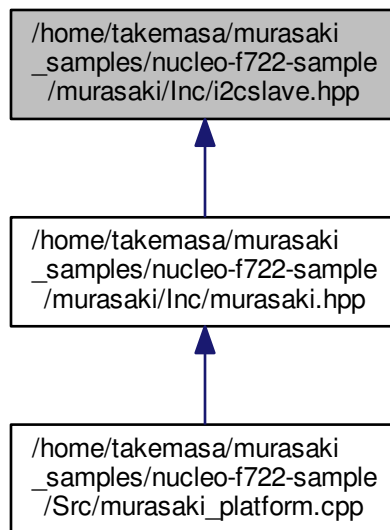 /home/takemasa/murasaki
_samples/nucleo-f722-sample
/murasaki/Inc/i2cslave.hpp
/home/takemasa/murasaki
_samples/nucleo-f722-sample
/murasaki/Inc/murasaki.hpp
/home/takemasa/murasaki
_samples/nucleo-f722-sample
/Src/murasaki_platform.cpp